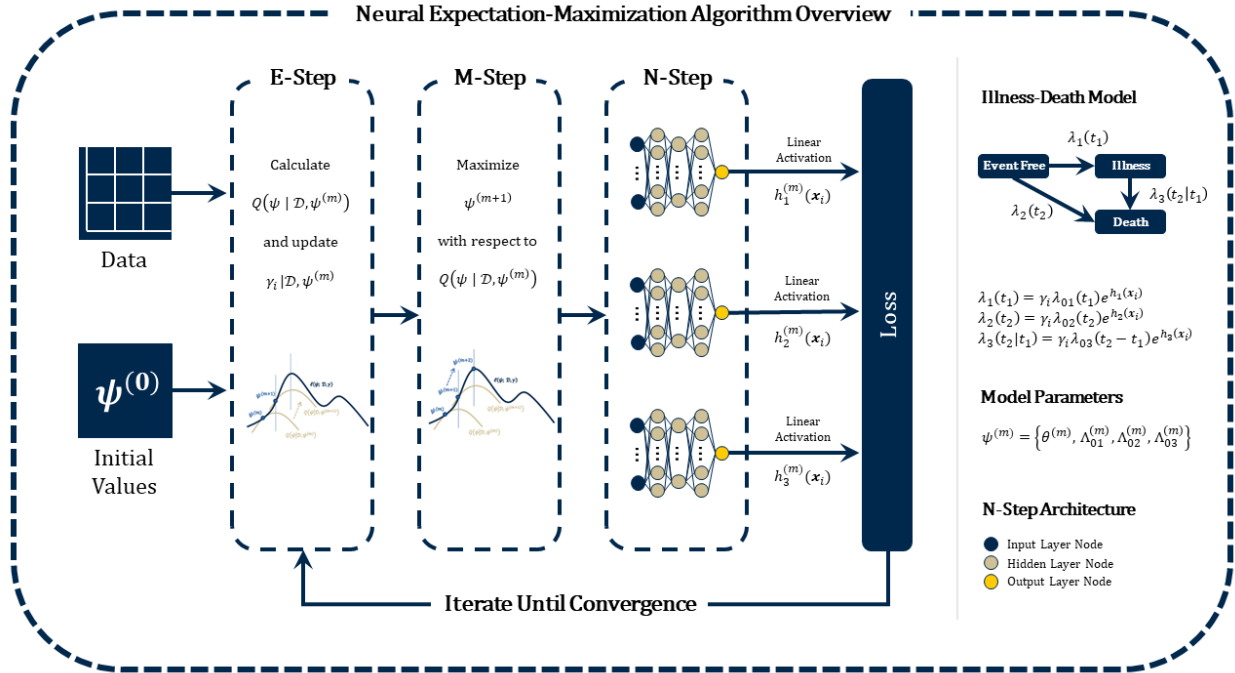 Neural Expectation-Maximization Algorithm Overview
E-Step
M-Step
N-Step
Data
ψ^(0)
Initial
Values
Calculate
Q(ψ | 𝒟, ψ^(m))
and update
γ_i |𝒟, ψ^(m)
Maximize
ψ^(m+1)
with respect to
Q(ψ | 𝒟, ψ^(m))
Linear
Activation
h_1^(m)(x_i)
Linear
Activation
h_2^(m)(x_i)
Linear
Activation
h_3^(m)(x_i)
Loss
Iterate Until Convergence
Illness-Death Model
λ_1(t_1)
Event Free
Illness
λ_2(t_2)
λ_3(t_2|t_1)
Death
λ_1(t_1) = γ_i λ_01(t_1)e^h_1(x_i)
λ_2(t_2) = γ_i λ_02(t_2)e^h_2(x_i)
λ_3(t_2|t_1) = γ_i λ_03(t_2 − t_1)e^h_3(x_i)
Model Parameters
ψ^(m) = {θ^(m), Λ_01^(m), Λ_02^(m), Λ_03^(m)}
N-Step Architecture
Input Layer Node
Hidden Layer Node
Output Layer Node